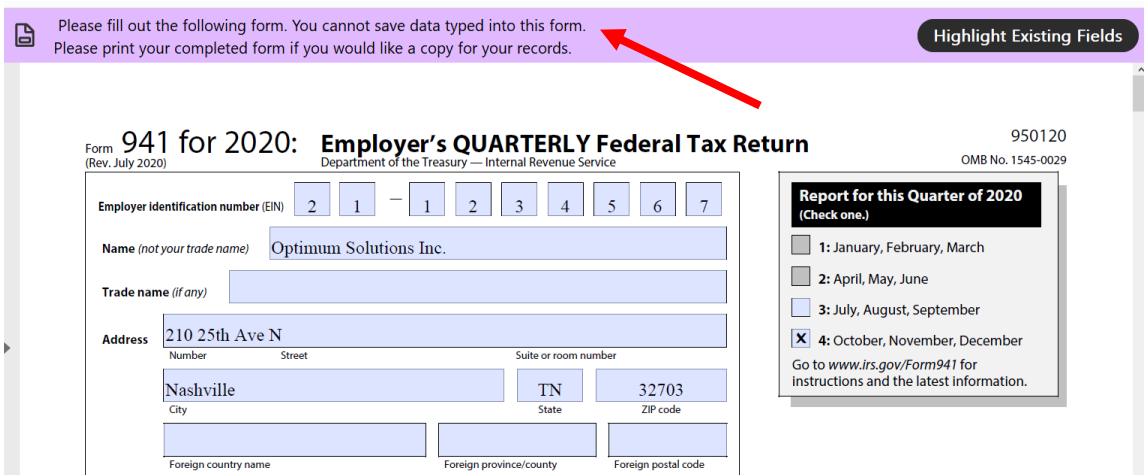 Please fill out the following form. You cannot save data typed into this form.
Please print your completed form if you would like a copy for your records.
Highlight Existing Fields
Form 941 for 2020: Employer's QUARTERLY Federal Tax Return
(Rev. July 2020) Department of the Treasury — Internal Revenue Service
950120
OMB No. 1545-0029
Employer identification number (EIN) 2 1 – 1 2 3 4 5 6 7
Name (not your trade name) Optimum Solutions Inc.
Trade name (if any)
Address 210 25th Ave N
Number Street Suite or room number
Nashville TN 32703
City State ZIP code
Foreign country name Foreign province/county Foreign postal code
Report for this Quarter of 2020
(Check one.)
1: January, February, March
2: April, May, June
3: July, August, September
X 4: October, November, December
Go to www.irs.gov/Form941 for
instructions and the latest information.